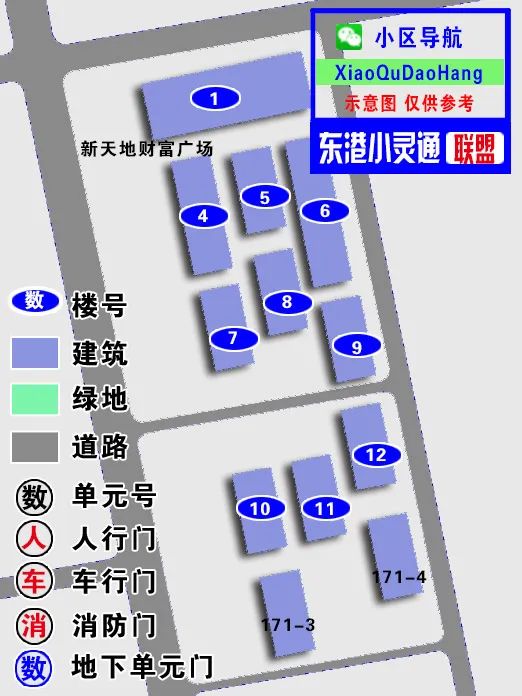 小区导航
XiaoQuDaoHang
示意图 仅供参考
东港小灵通 联盟
1
新天地财富广场
4
5
6
7
8
9
数 楼号
建筑
绿地
道路
数 单元号
人 人行门
车 车行门
消 消防门
数 地下单元门
12
10
11
171-4
171-3